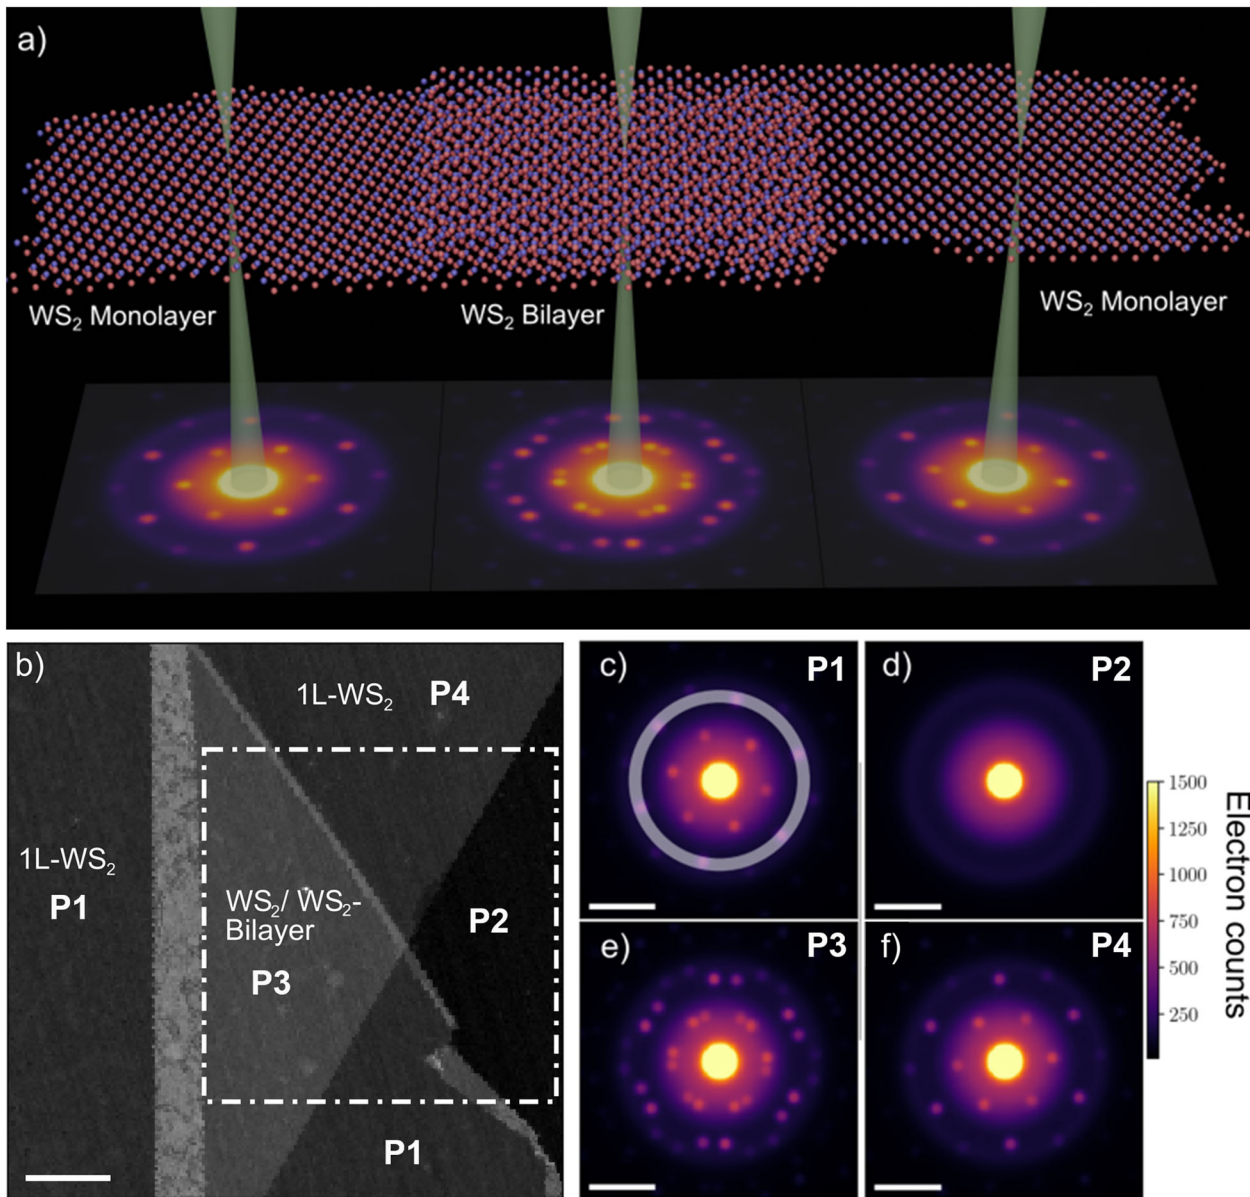 a)
WS₂ Monolayer
WS₂ Bilayer
WS₂ Monolayer
b)
1L-WS₂
P4
1L-WS₂
P1
WS₂/ WS₂-
Bilayer
P3
P2
P1
c)
P1
d)
P2
e)
P3
f)
P4
1500
1250
1000
750
500
250
Electron counts